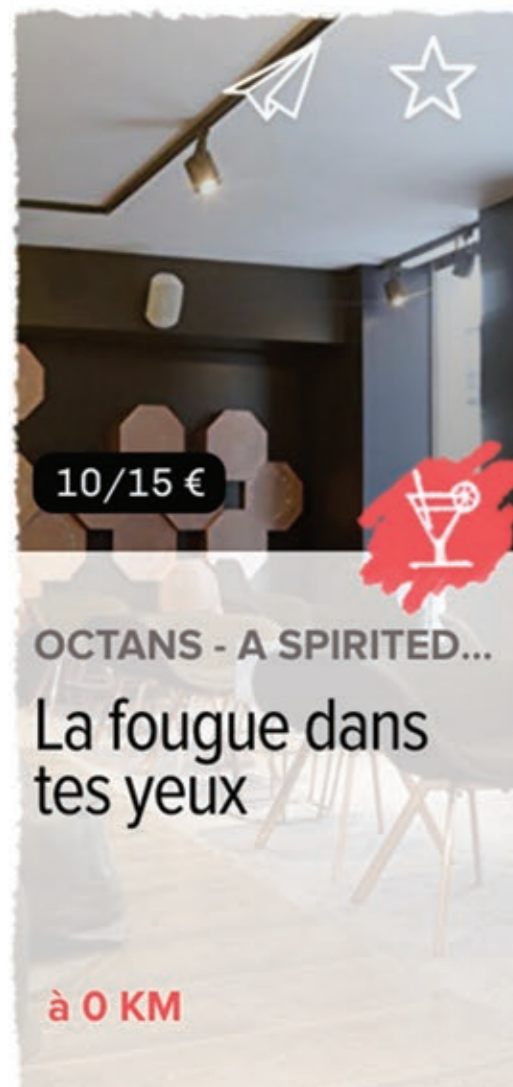 10/15 €
OCTANS - A SPIRITED...
La fougue dans
tes yeux
à 0 KM